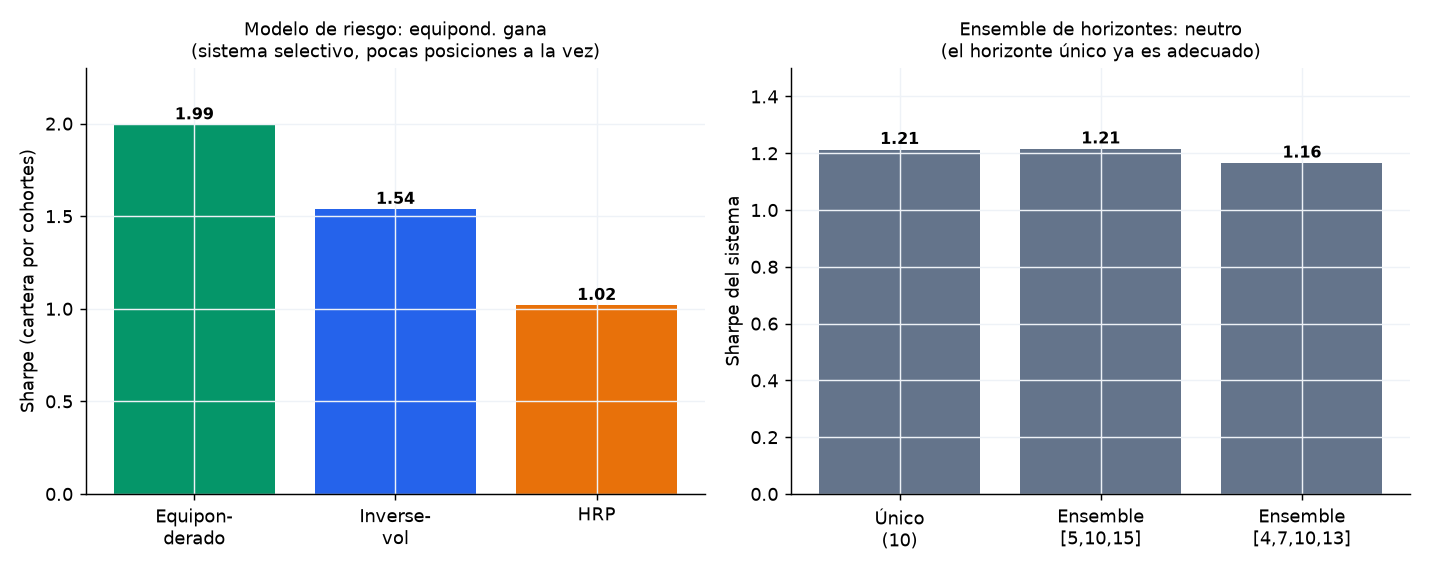 Modelo de riesgo: equipond. gana
(sistema selectivo, pocas posiciones a la vez)
Sharpe (cartera por cohortes)
2.0
1.5
1.0
0.5
0.0
1.99
1.54
1.02
Equipon-
derado
Inverse-
vol
HRP
Ensemble de horizontes: neutro
(el horizonte único ya es adecuado)
Sharpe del sistema
1.4
1.2
1.0
0.8
0.6
0.4
0.2
0.0
1.21
1.21
1.16
Único
(10)
Ensemble
[5,10,15]
Ensemble
[4,7,10,13]